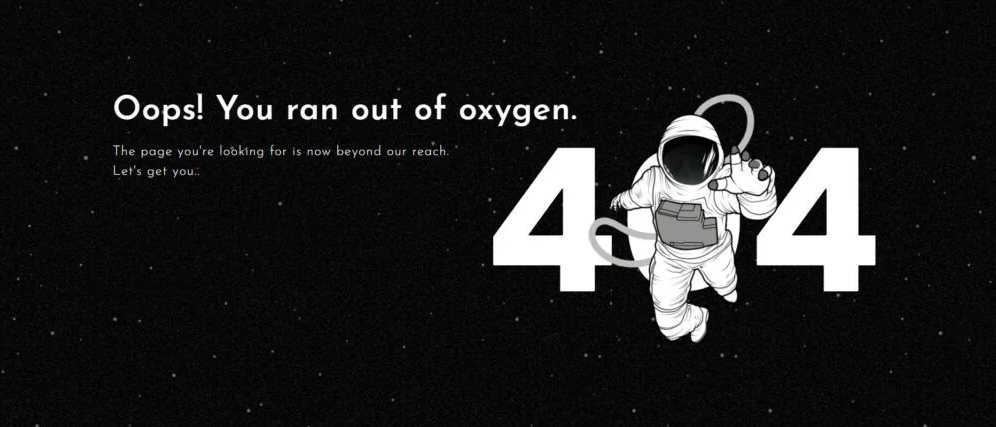 Oops! You ran out of oxygen.
The page you're looking for is now beyond our reach.
Let's get you..
404